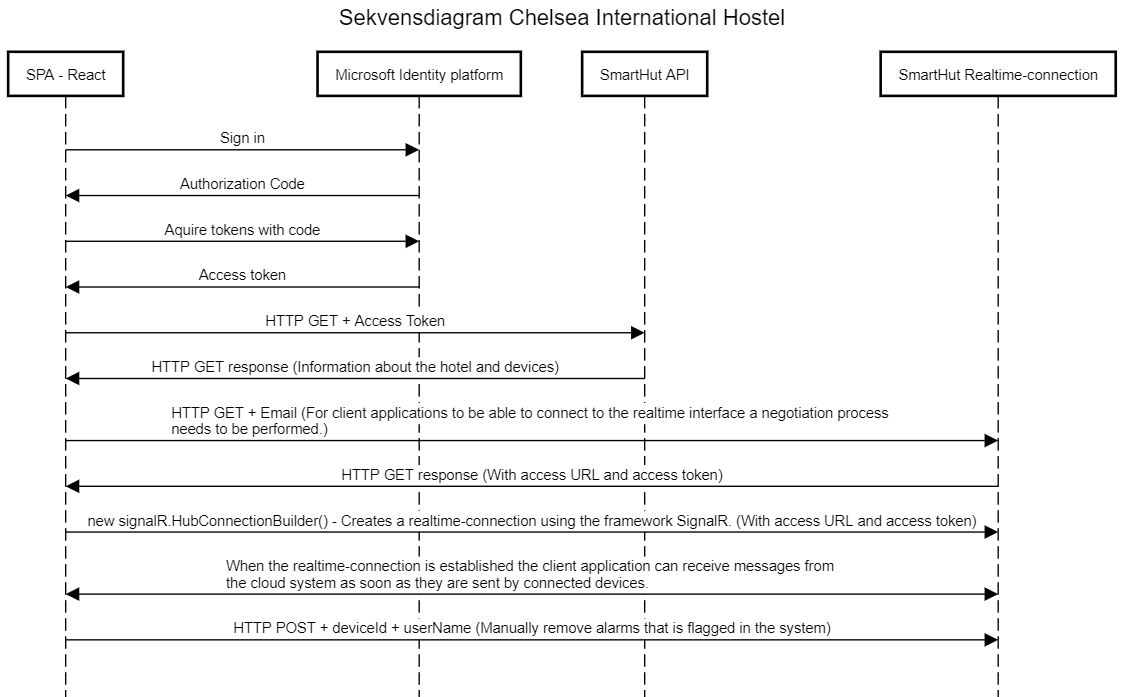 Sekvensdiagram Chelsea International Hostel
SPA - React
Microsoft Identity platform
SmartHut API
SmartHut Realtime-connection
Sign in
Authorization Code
Aquire tokens with code
Access token
HTTP GET + Access Token
HTTP GET response (Information about the hotel and devices)
HTTP GET + Email (For client applications to be able to connect to the realtime interface a negotiation process
needs to be performed.)
HTTP GET response (With access URL and access token)
new signalR.HubConnectionBuilder() - Creates a realtime-connection using the framework SignalR. (With access URL and access token)
When the realtime-connection is established the client application can receive messages from
the cloud system as soon as they are sent by connected devices.
HTTP POST + deviceId + userName (Manually remove alarms that is flagged in the system)